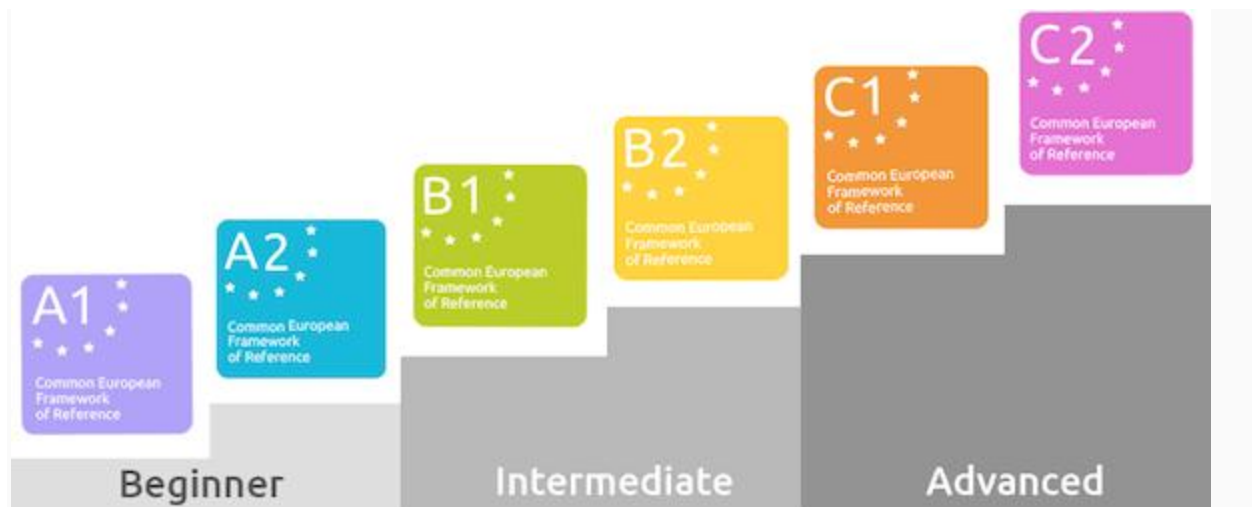 A1
Common European
Framework
of Reference
A2
Common European
Framework
of Reference
B1
Common European
Framework
of Reference
B2
Common European
Framework
of Reference
C1
Common European
Framework
of Reference
C2
Common European
Framework
of Reference
Beginner
Intermediate
Advanced